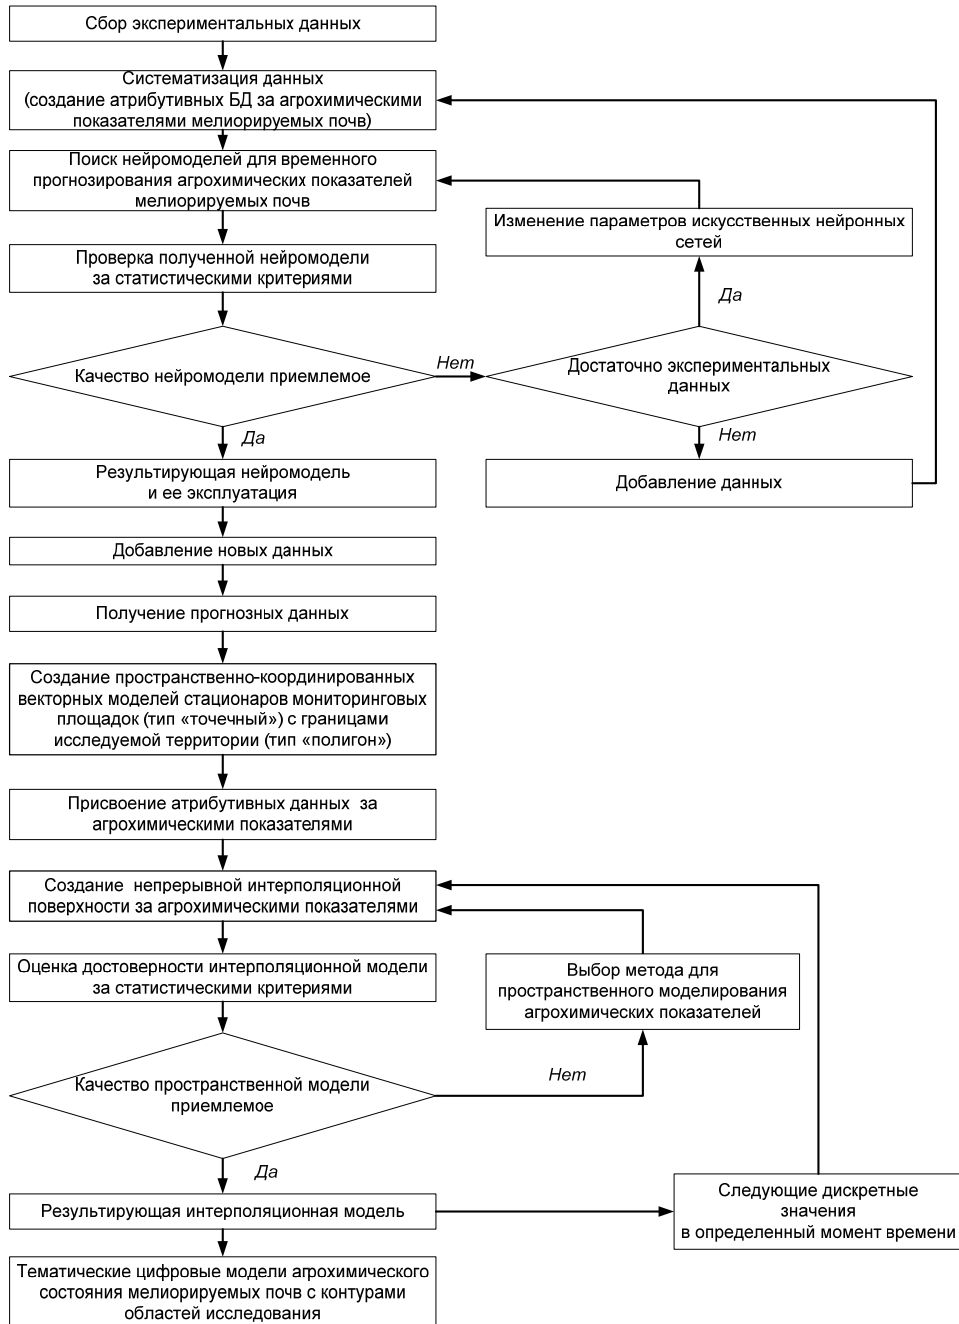 Сбор экспериментальных данных
Систематизация данных
(создание атрибутивных БД за агрохимическими
показателями мелиорируемых почв)
Поиск нейромоделей для временного
прогнозирования агрохимических показателей
мелиорируемых почв
Изменение параметров искусственных нейронных
сетей
Проверка полученной нейромодели
за статистическими критериями
Да
Качество нейромодели приемлемое
Нет
Достаточно экспериментальных
данных
Да
Нет
Результирующая нейромодель
и ее эксплуатация
Добавление данных
Добавление новых данных
Получение прогнозных данных
Создание пространственно-координированных
векторных моделей стационаров мониторинговых
площадок (тип «точечный») с границами
исследуемой территории (тип «полигон»)
Присвоение атрибутивных данных за
агрохимическими показателями
Создание непрерывной интерполяционной
поверхности за агрохимическими показателями
Оценка достоверности интерполяционной модели
за статистическими критериями
Выбор метода для
пространственного моделирования
агрохимических показателей
Качество пространственной модели
приемлемое
Нет
Да
Результирующая интерполяционная модель
Следующие дискретные
значения
в определенный момент времени
Тематические цифровые модели агрохимического
состояния мелиорируемых почв с контурами
областей исследования